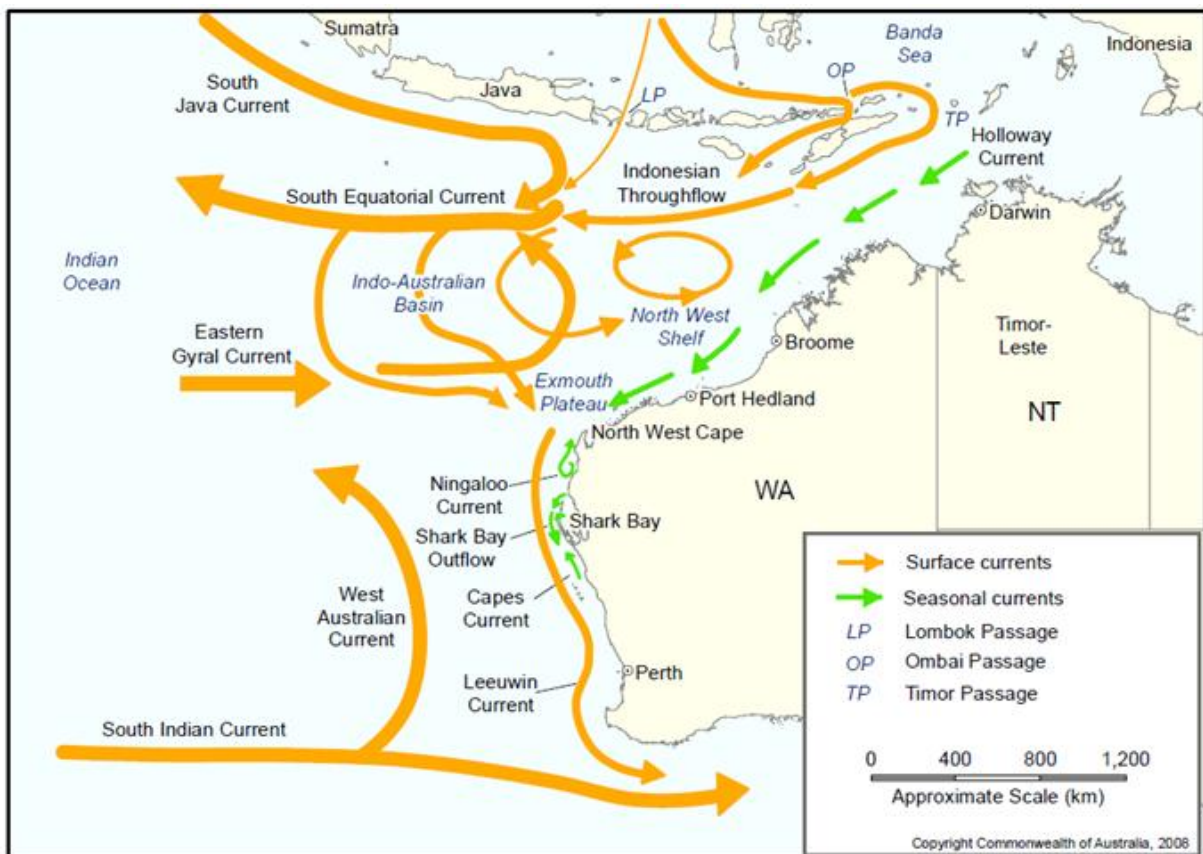 Sumatra
Banda
Sea
Indonesia
South
Java Current
Java
LP
OP
TP
Holloway
Current
Indonesian
Throughflow
South Equatorial Current
Darwin
Indian
Ocean
Indo-Australian
Basin
North West
Shelf
Timor-
Leste
Eastern
Gyral Current
Broome
Exmouth
Plateau
Port Hedland
NT
North West Cape
Ningaloo
Current
WA
Shark Bay
Shark Bay
Outflow
West
Australian
Current
Capes
Current
Perth
Leeuwin
Current
South Indian Current
Surface currents
Seasonal currents
LP Lombok Passage
OP Ombai Passage
TP Timor Passage
0 400 800 1,200
Approximate Scale (km)
Copyright Commonwealth of Australia, 2008